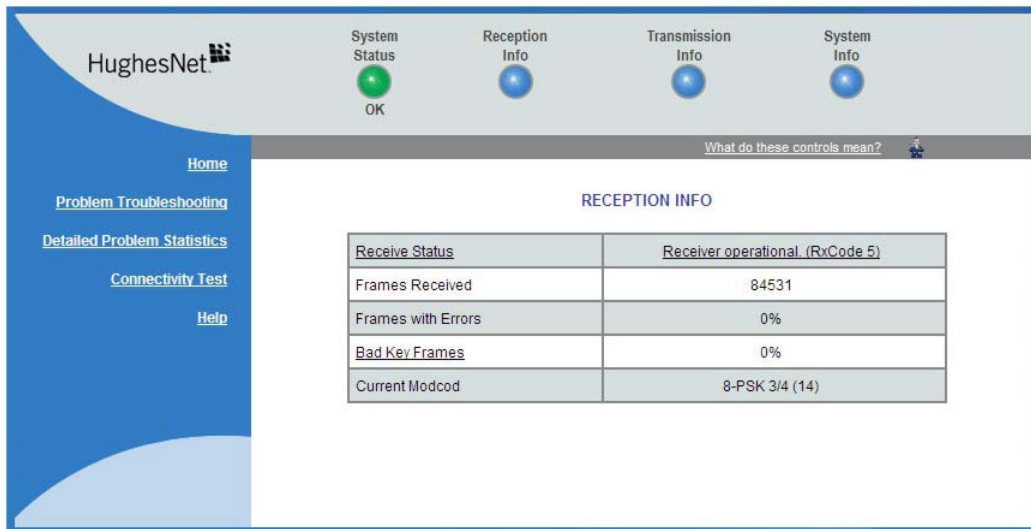 HughesNet.
System Status
OK
Reception Info
Transmission Info
System Info
What do these controls mean?
Home
Problem Troubleshooting
Detailed Problem Statistics
Connectivity Test
Help
RECEPTION INFO
Receive Status Receiver operational. (RxCode 5)
Frames Received 84531
Frames with Errors 0%
Bad Key Frames 0%
Current Modcod 8-PSK 3/4 (14)